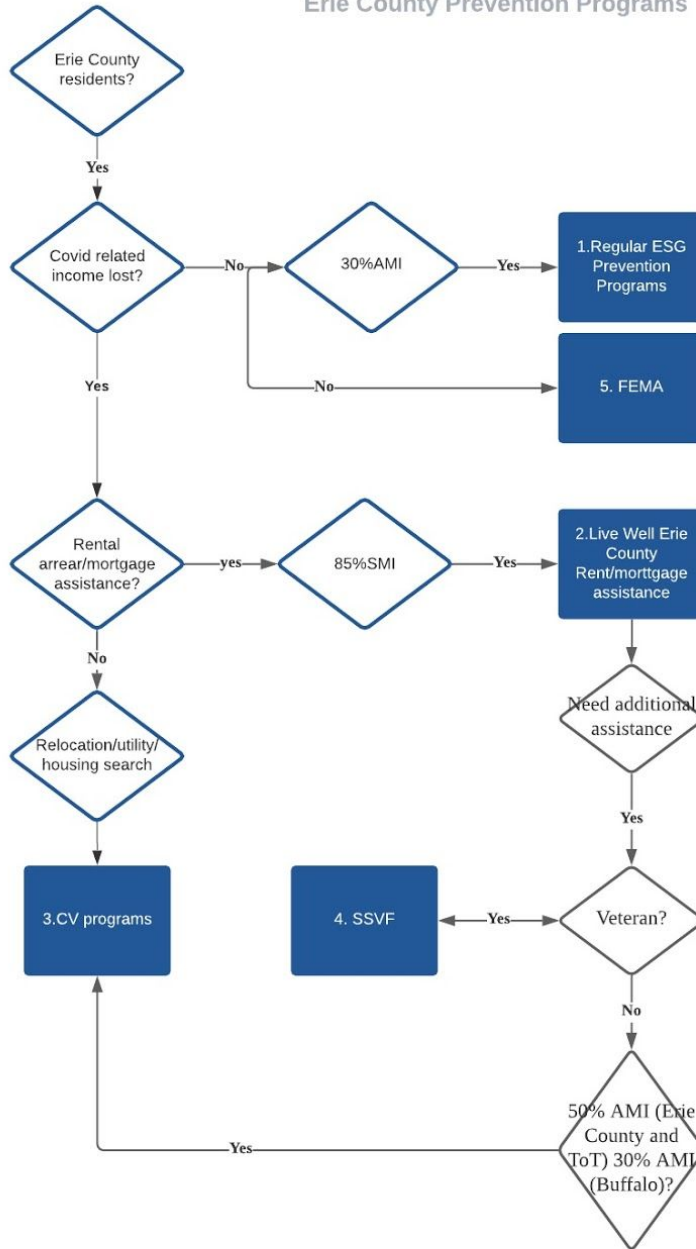 Erie County Prevention Programs
Erie County
residents?
Yes
Covid related
income lost?
No
30%AMI
Yes
1.Regular ESG
Prevention
Programs
Yes
No
5. FEMA
Rental
arrear/mortgage
assistance?
yes
85%SMI
Yes
2.Live Well Erie
County
Rent/morttgage
assistance
No
Need additional
assistance
Relocation/utility/
housing search
Yes
3.CV programs
4. SSVF
Yes
Veteran?
No
50% AMI (Erie
County and
ToT) 30% AMI
(Buffalo)?
Yes